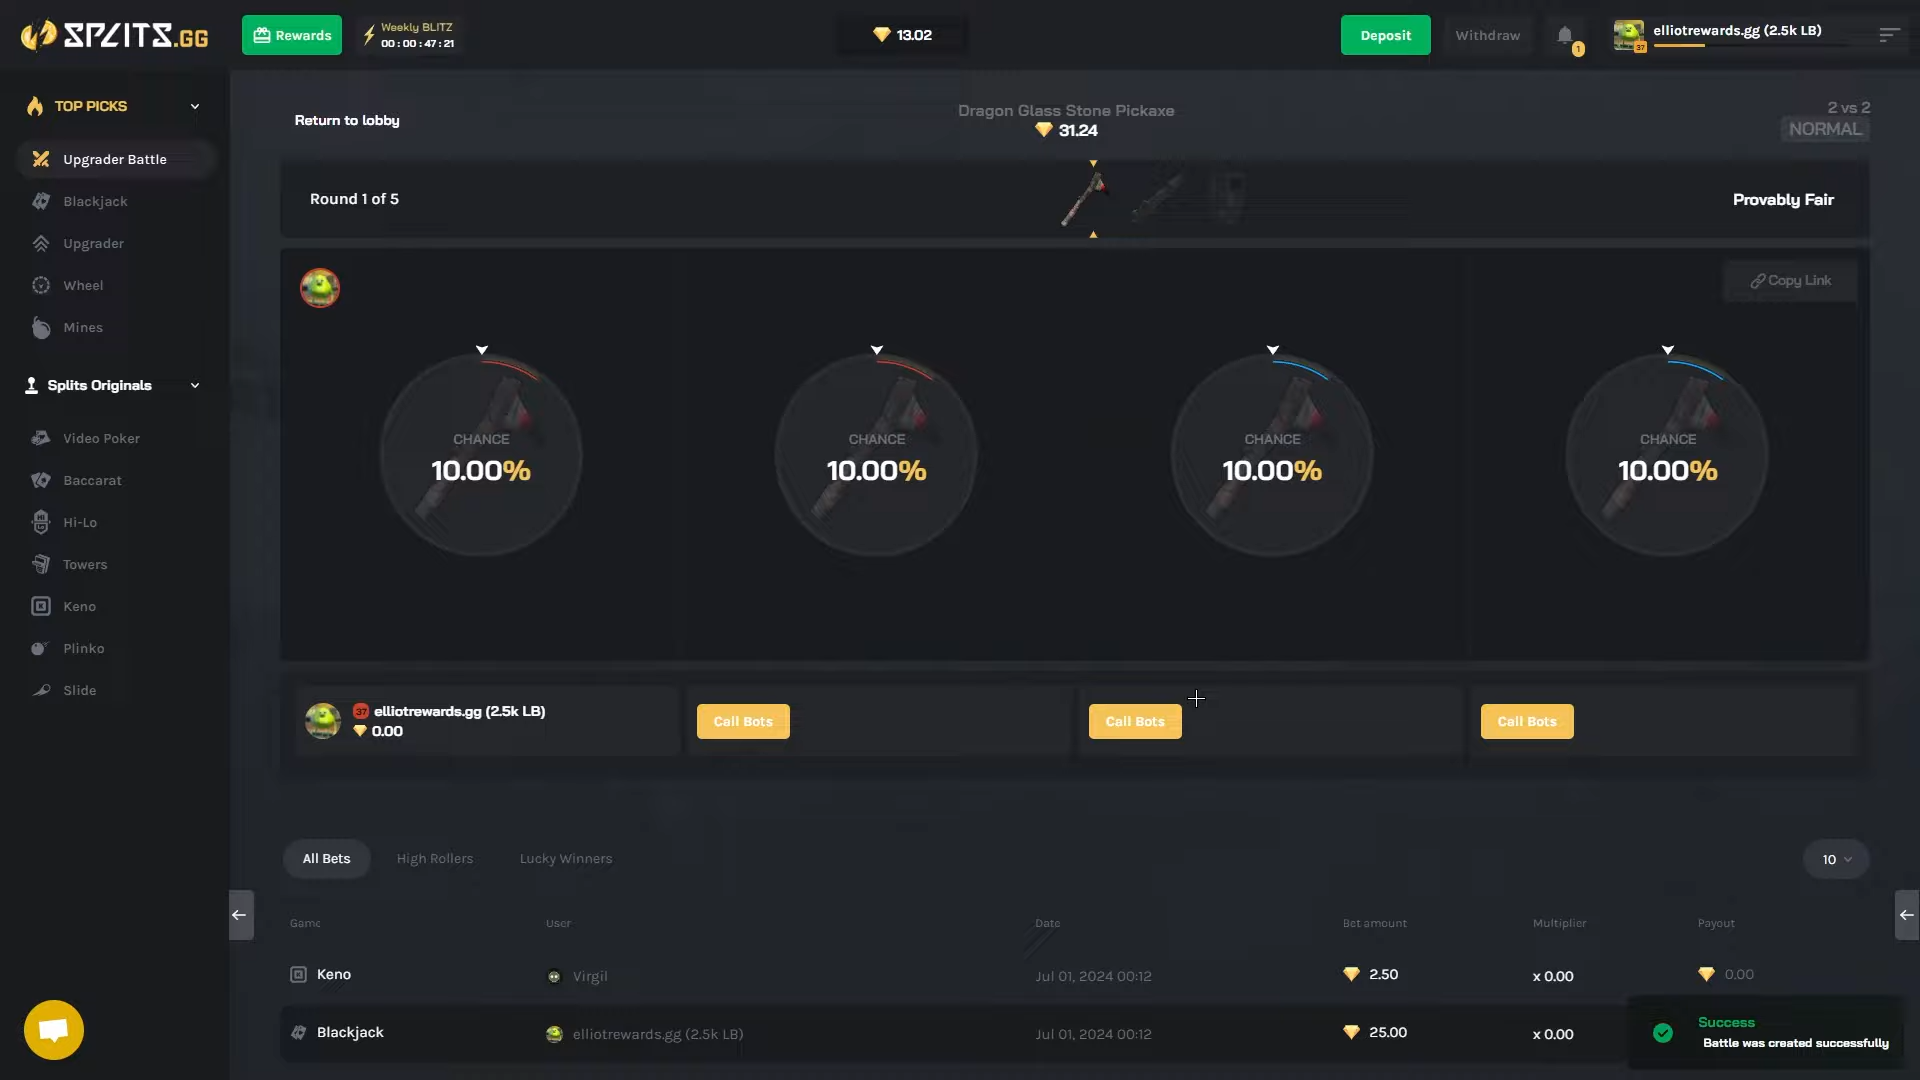 SPLITS.GG
Rewards
Weekly BLITZ
00 : 00 : 47 : 21
13.02
Deposit
Withdraw
1
37
elliotrewards.gg (2.5k LB)
TOP PICKS
Upgrader Battle
Blackjack
Upgrader
Wheel
Mines
Splits Originals
Video Poker
Baccarat
Hi-Lo
Towers
Keno
Plinko
Slide
Return to lobby
Dragon Glass Stone Pickaxe
31.24
2 vs 2
NORMAL
Round 1 of 5
Provably Fair
Copy Link
CHANCE
10.00%
CHANCE
10.00%
CHANCE
10.00%
CHANCE
10.00%
37 elliotrewards.gg (2.5k LB)
0.00
Call Bots
Call Bots
Call Bots
All Bets
High Rollers
Lucky Winners
10
Game
User
Date
Bet amount
Multiplier
Payout
Keno
Virgil
Jul 01, 2024 00:12
2.50
x 0.00
0.00
Blackjack
elliotrewards.gg (2.5k LB)
Jul 01, 2024 00:12
25.00
x 0.00
Success
Battle was created successfully